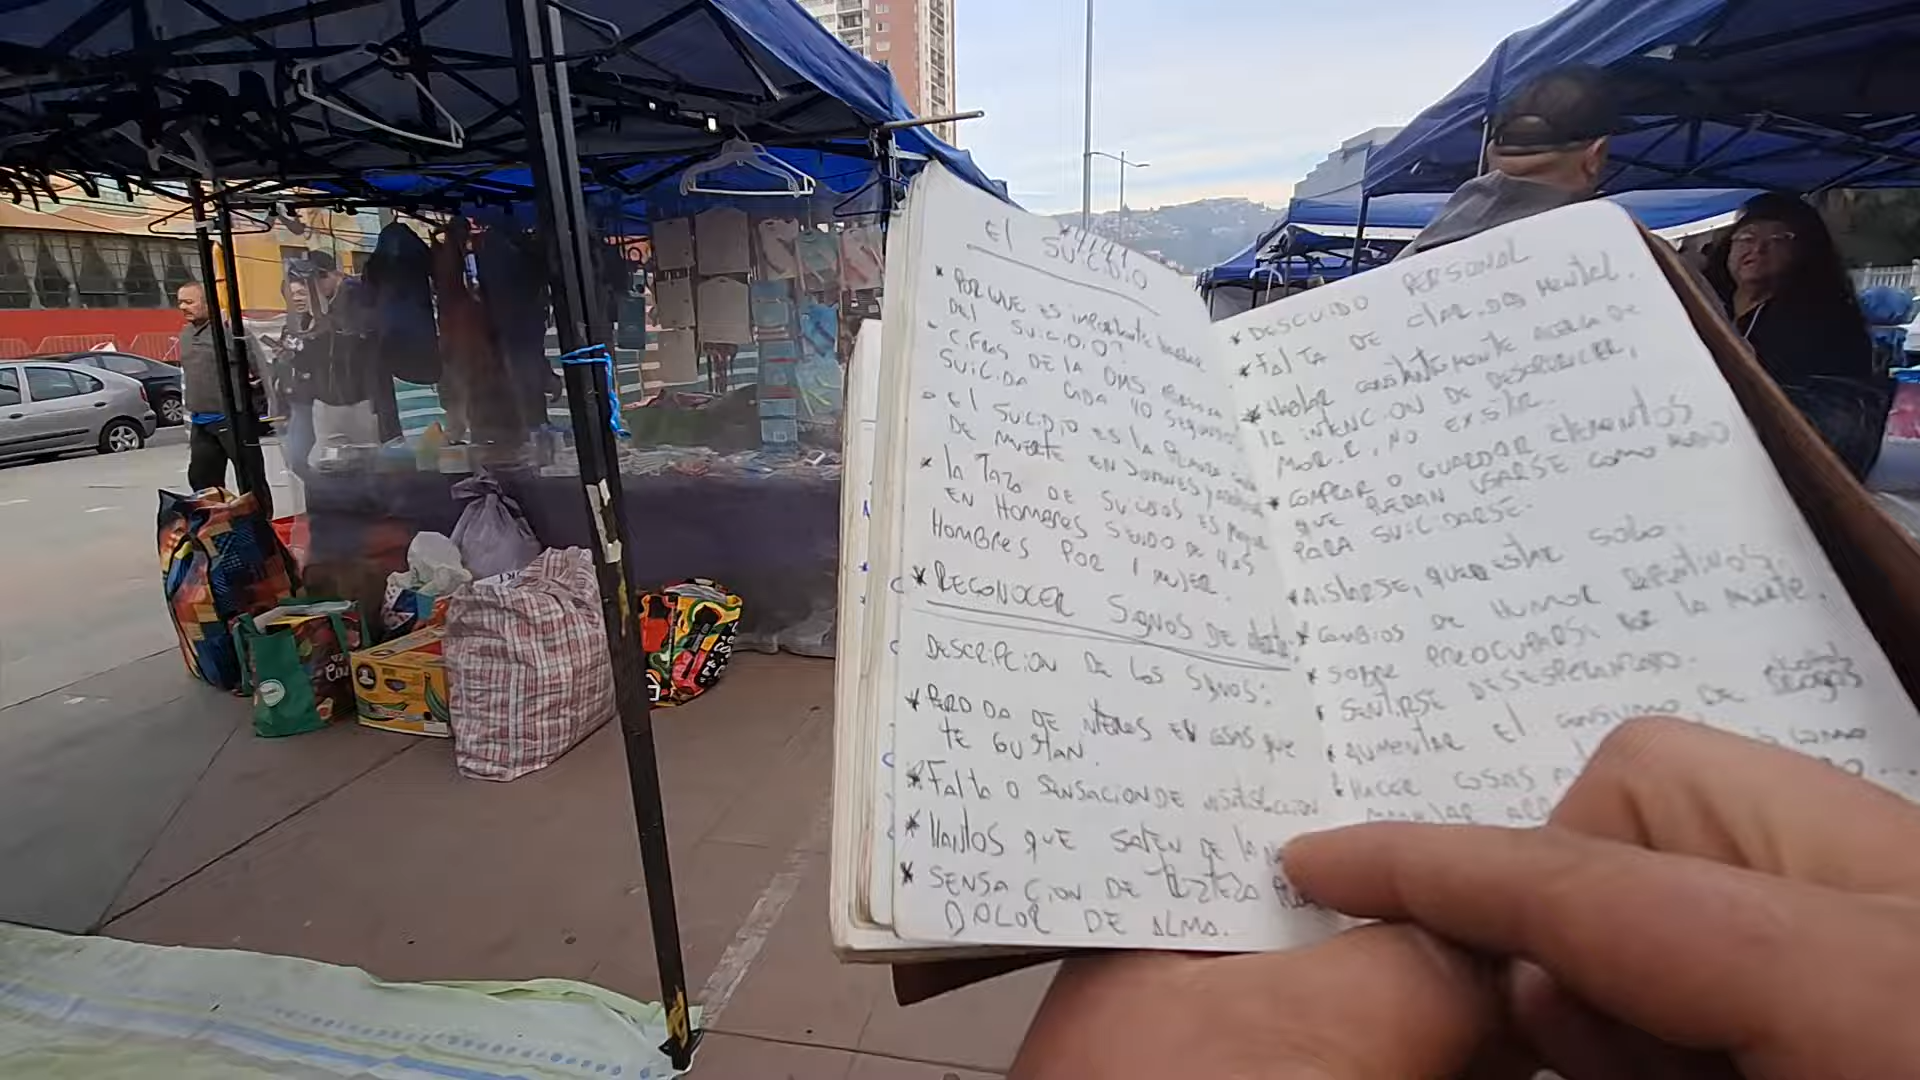 *4141
El SUICIDIO
* POR QUE ES importante hablar
DEL SUICIDIO?
- CIFRAS DE LA OMS
SUICIDA CADA 40 SEGUNDOS
- El SUICIDIO ES LA
DE MUERTE EN JOVENES Y
* la TAZA DE SUICIDIOS ES
EN HOMBRES SIENDO DE 4 a 5
HOMBRES POR 1 MUJER.
* RECONOCER SIGNOS DE
DESCRIPCION DE LOS SIGNOS:
* PERDIDA DE INTERES EN COSAS QUE
TE GUSTAN.
* Falta O SENSACION DE
* LLANTOS QUE SALEN DE LA
* SENSACION DE TRISTEZA
DOLOR DE ALMA.
* DESCUIDO PERSONAL
* FALTA DE CLARIDAD MENTAL.
* HABLAR CONSTANTEMENTE ACERCA DE
LA INTENCION DE DESAPARECER,
MORIR, NO EXISTIR.
* COMPRAR O GUARDAR ELEMENTOS
QUE PUEDAN USARSE COMO
PARA SUICIDARSE.
* AISLARSE, QUERER ESTAR SOLO.
* CAMBIOS DE HUMOR REPENTINOS.
* SOBRE PREOCUPARSE POR LA MUERTE.
* SENTIRSE DESESPERANZADO.
* AUMENTAR El CONSUMO DE DROGAS
* HACER COSAS COMO
MANEJAR